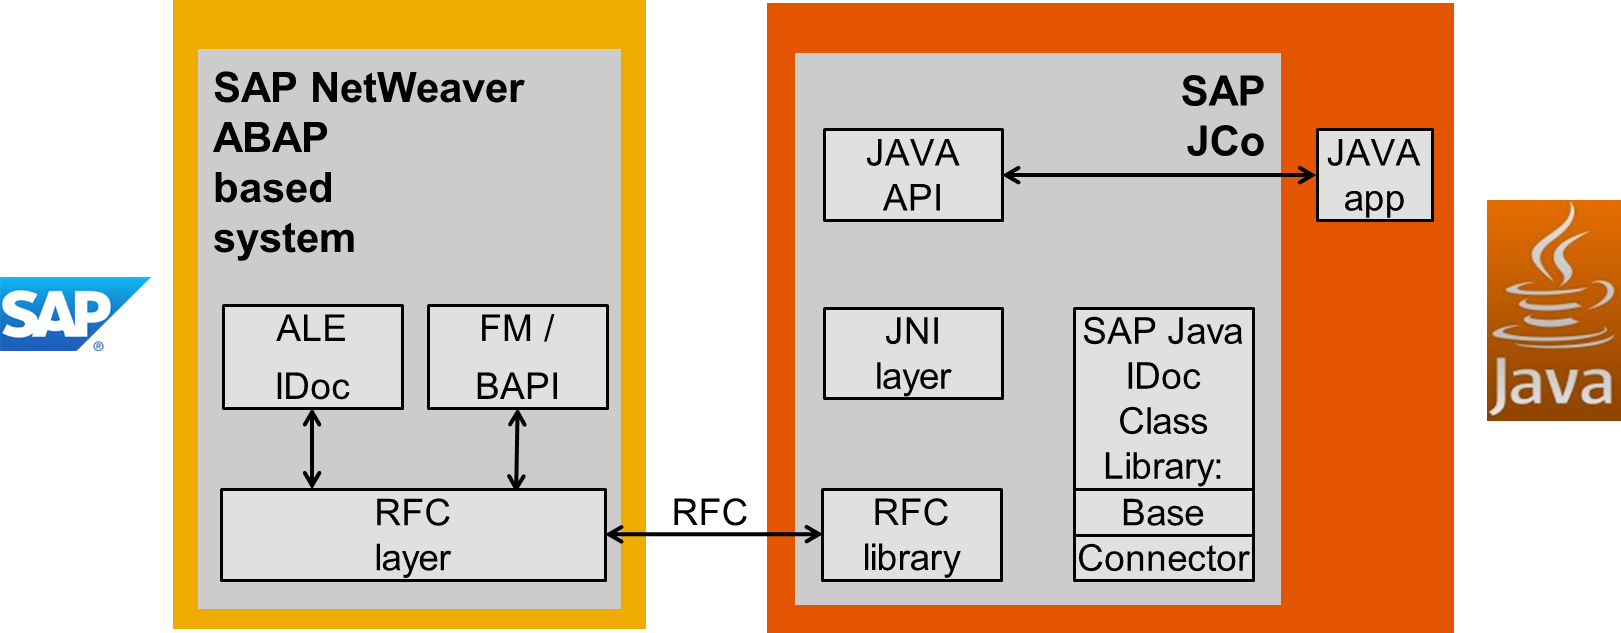 SAP NetWeaver
ABAP
based
system
SAP
®
ALE
IDoc
FM /
BAPI
RFC
layer
RFC
SAP
JCo
JAVA
API
JAVA
app
JNI
layer
SAP Java
IDoc
Class
Library:
Base
Connector
RFC
library
Java